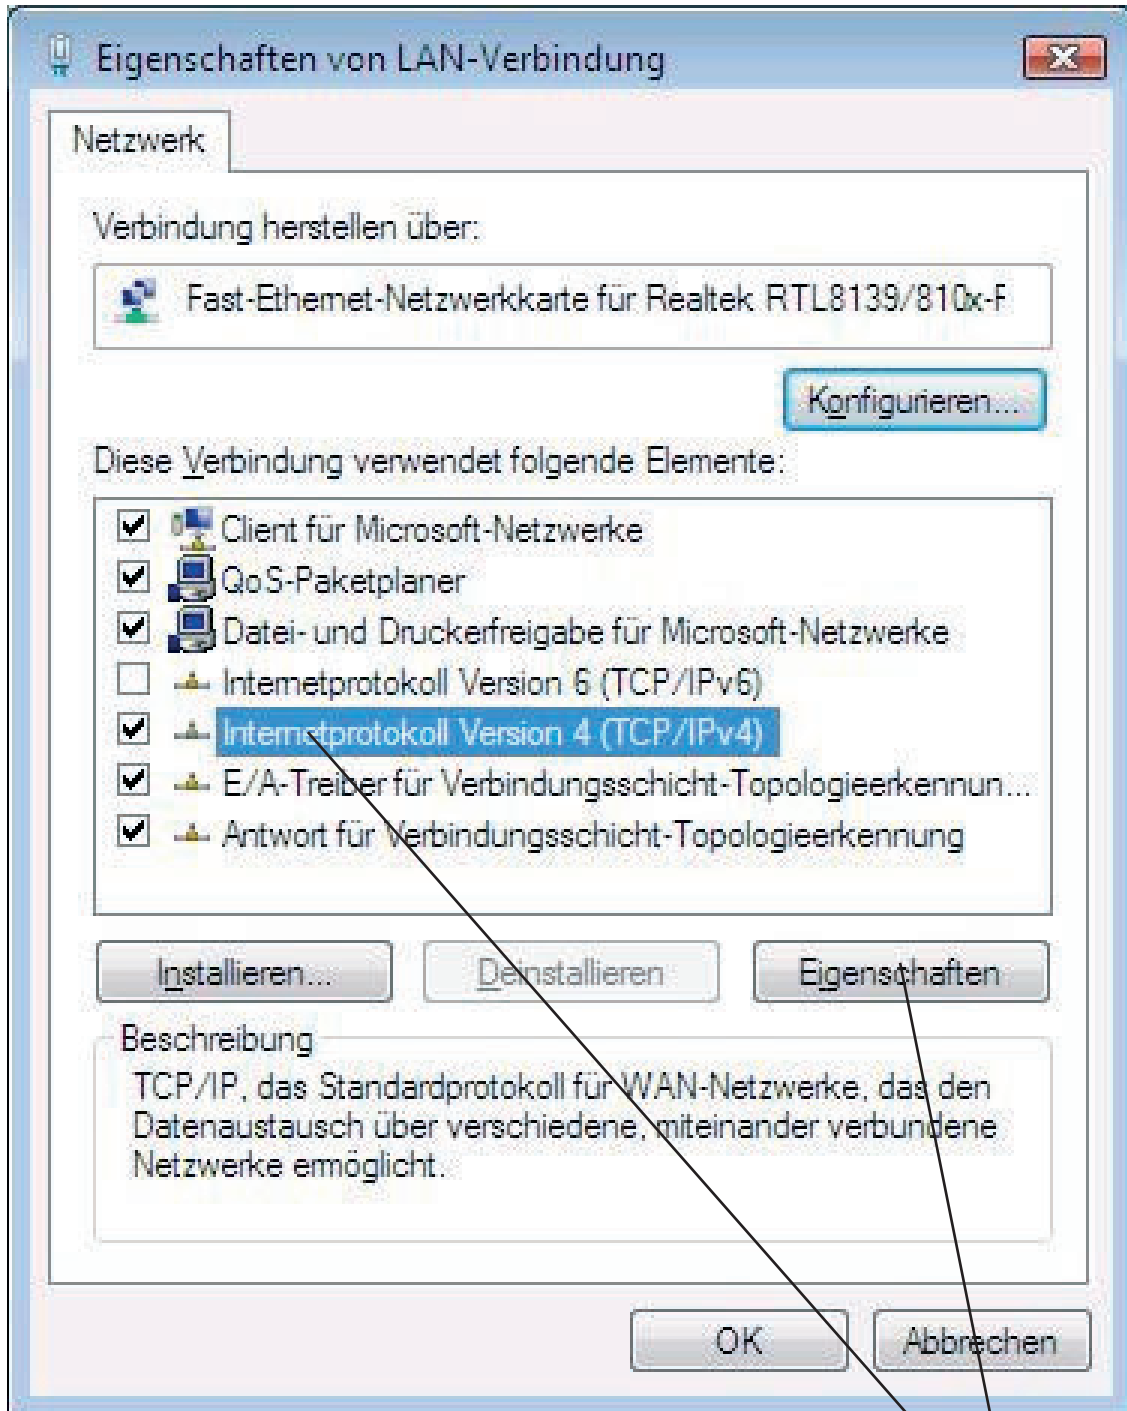 Eigenschaften von LAN-Verbindung
Netzwerk
Verbindung herstellen über:
Fast-Ethernet-Netzwerkkarte für Realtek RTL8139/810x-F
Konfigurieren...
Diese Verbindung verwendet folgende Elemente:
Client für Microsoft-Netzwerke
QoS-Paketplaner
Datei- und Druckerfreigabe für Microsoft-Netzwerke
Internetprotokoll Version 6 (TCP/IPv6)
Internetprotokoll Version 4 (TCP/IPv4)
E/A-Treiber für Verbindungsschicht-Topologieerkennun...
Antwort für Verbindungsschicht-Topologieerkennung
Installieren... Deinstallieren Eigenschaften
Beschreibung
TCP/IP, das Standardprotokoll für WAN-Netzwerke, das den
Datenaustausch über verschiedene, miteinander verbundene
Netzwerke ermöglicht.
OK Abbrechen